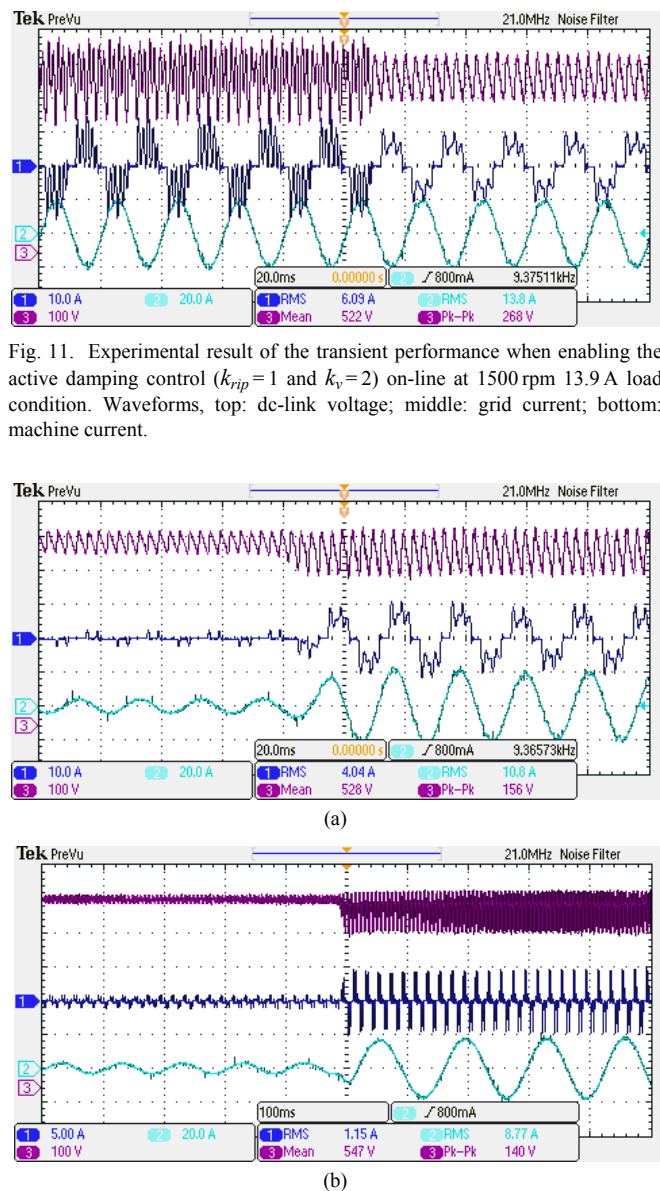 Tek PreVu 21.0MHz Noise Filter
1
2
3
20.0ms 0.00000 s 2 800mA 9.37511kHz
1 10.0 A 2 20.0 A 1 RMS 6.09 A 2 RMS 13.8 A
3 100 V 3 Mean 522 V 3 Pk-Pk 268 V
Fig. 11. Experimental result of the transient performance when enabling the
active damping control (k_rip = 1 and k_v = 2) on-line at 1500 rpm 13.9 A load
condition. Waveforms, top: dc-link voltage; middle: grid current; bottom:
machine current.
Tek PreVu 21.0MHz Noise Filter
1
2
3
20.0ms 0.00000 s 2 800mA 9.36573kHz
1 10.0 A 2 20.0 A 1 RMS 4.04 A 2 RMS 10.8 A
3 100 V 3 Mean 528 V 3 Pk-Pk 156 V
(a)
Tek PreVu 21.0MHz Noise Filter
1
2
3
100ms 2 800mA
1 5.00 A 2 20.0 A 1 RMS 1.15 A 2 RMS 8.77 A
3 100 V 3 Mean 547 V 3 Pk-Pk 140 V
(b)